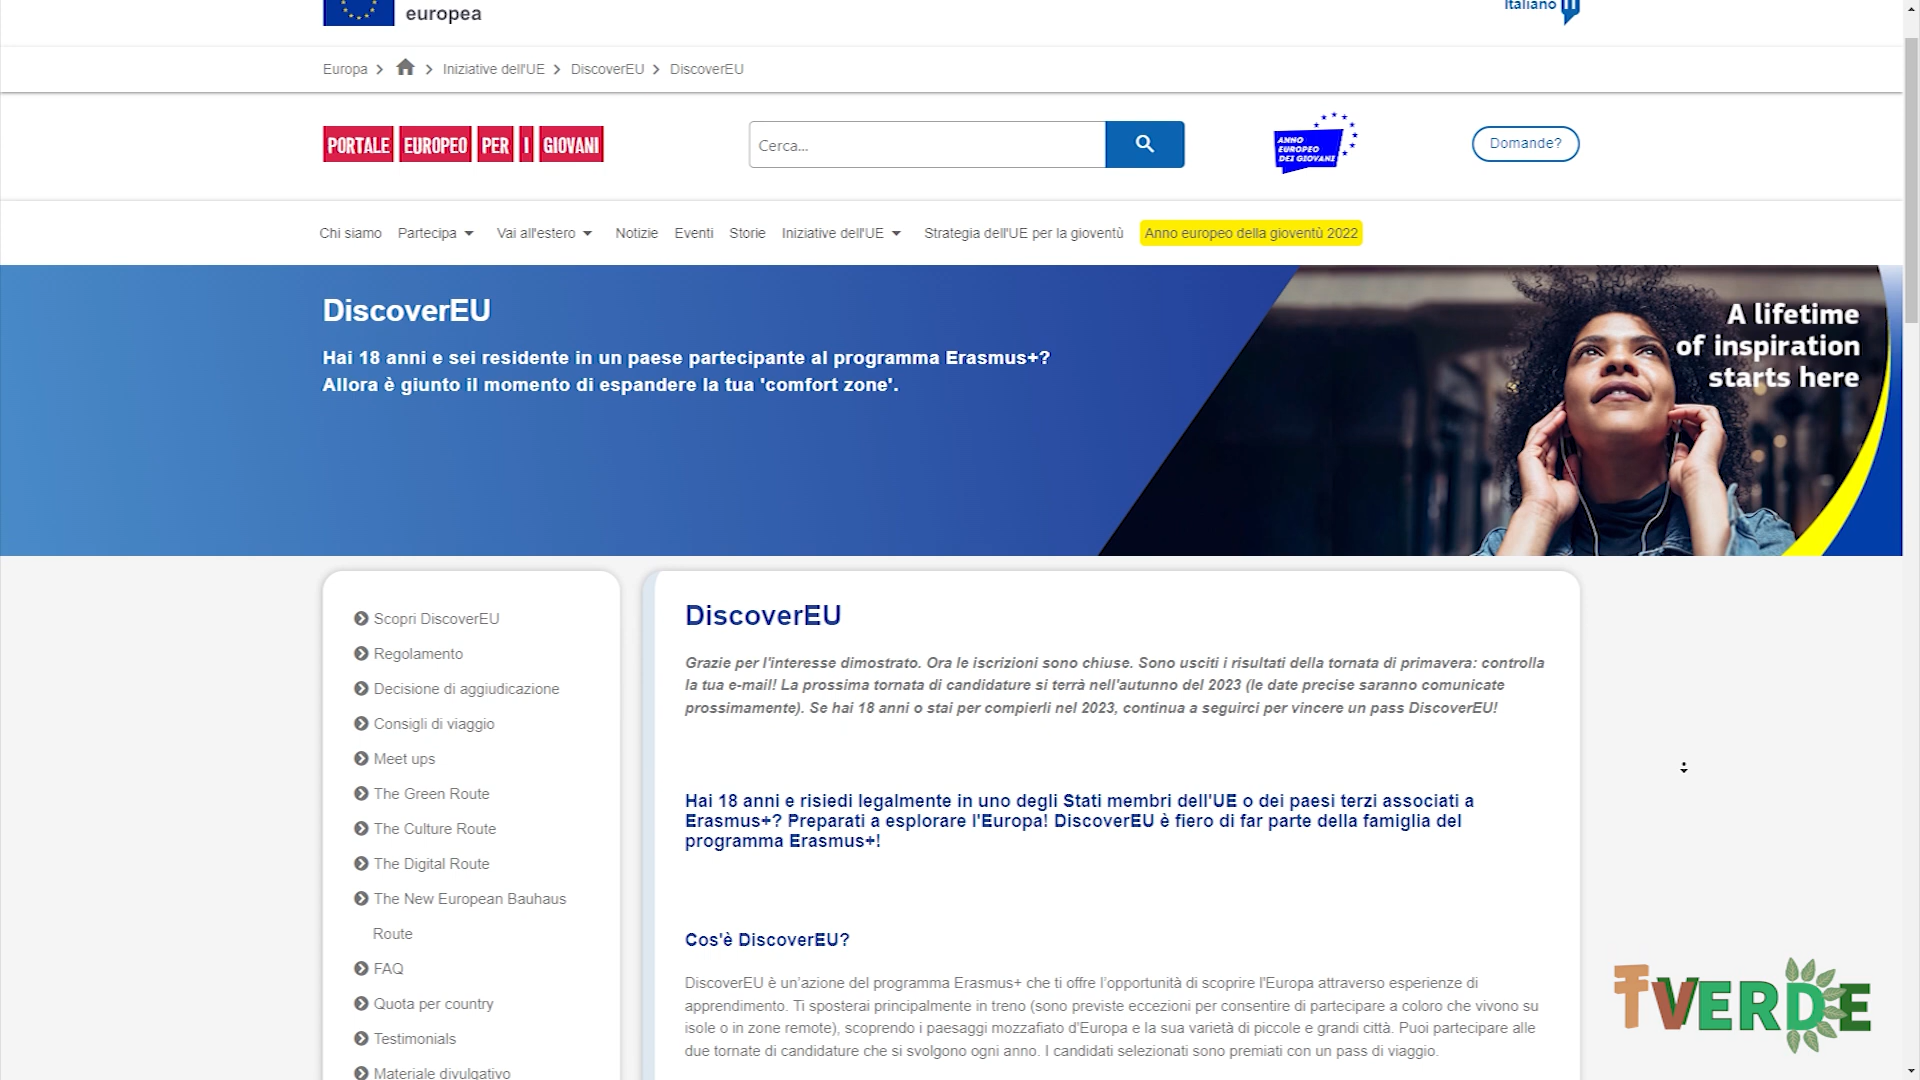 europea
Italiano
Europa
Iniziative dell'UE
DiscoverEU
DiscoverEU
PORTALE EUROPEO PER I GIOVANI
Cerca...
ANNO
EUROPEO
DEI GIOVANI
Domande?
Chi siamo
Partecipa
Vai all'estero
Notizie
Eventi
Storie
Iniziative dell'UE
Strategia dell'UE per la gioventù
Anno europeo della gioventù 2022
DiscoverEU
Hai 18 anni e sei residente in un paese partecipante al programma Erasmus+?
Allora è giunto il momento di espandere la tua 'comfort zone'.
A lifetime
of inspiration
starts here
Scopri DiscoverEU
Regolamento
Decisione di aggiudicazione
Consigli di viaggio
Meet ups
The Green Route
The Culture Route
The Digital Route
The New European Bauhaus
Route
FAQ
Quota per country
Testimonials
Materiale divulgativo
DiscoverEU
Grazie per l'interesse dimostrato. Ora le iscrizioni sono chiuse. Sono usciti i risultati della tornata di primavera: controlla
la tua e-mail! La prossima tornata di candidature si terrà nell'autunno del 2023 (le date precise saranno comunicate
prossimamente). Se hai 18 anni o stai per compierli nel 2023, continua a seguirci per vincere un pass DiscoverEU!
Hai 18 anni e risiedi legalmente in uno degli Stati membri dell'UE o dei paesi terzi associati a
Erasmus+? Preparati a esplorare l'Europa! DiscoverEU è fiero di far parte della famiglia del
programma Erasmus+!
Cos'è DiscoverEU?
DiscoverEU è un'azione del programma Erasmus+ che ti offre l'opportunità di scoprire l'Europa attraverso esperienze di
apprendimento. Ti sposterai principalmente in treno (sono previste eccezioni per consentire di partecipare a coloro che vivono su
isole o in zone remote), scoprendo i paesaggi mozzafiato d'Europa e la sua varietà di piccole e grandi città. Puoi partecipare alle
due tornate di candidature che si svolgono ogni anno. I candidati selezionati sono premiati con un pass di viaggio.
TVERDE